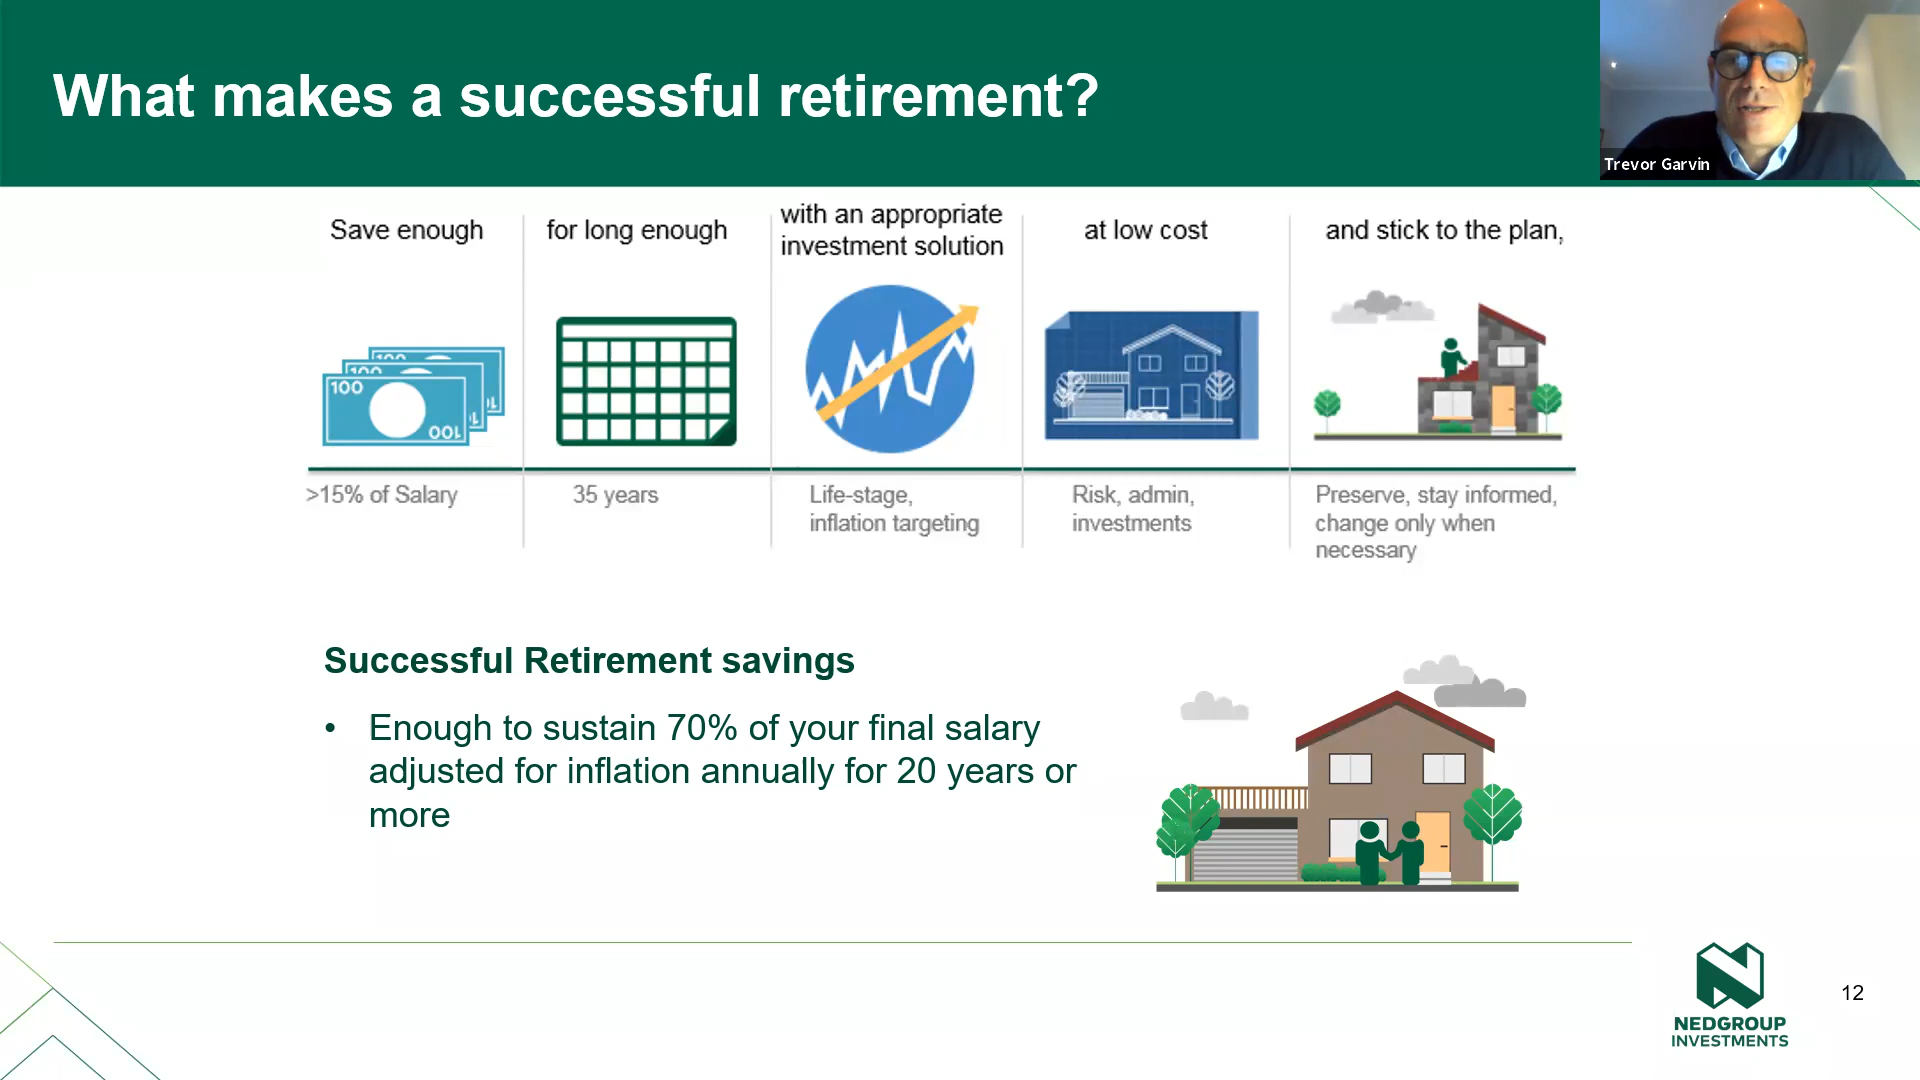 What makes a successful retirement?
Trevor Garvin
Save enough
for long enough
with an appropriate
investment solution
at low cost
and stick to the plan,
100
100
100
100
>15% of Salary
35 years
Life-stage,
inflation targeting
Risk, admin,
investments
Preserve, stay informed,
change only when
necessary
Successful Retirement savings
• Enough to sustain 70% of your final salary
adjusted for inflation annually for 20 years or
more
NEDGROUP
INVESTMENTS
12